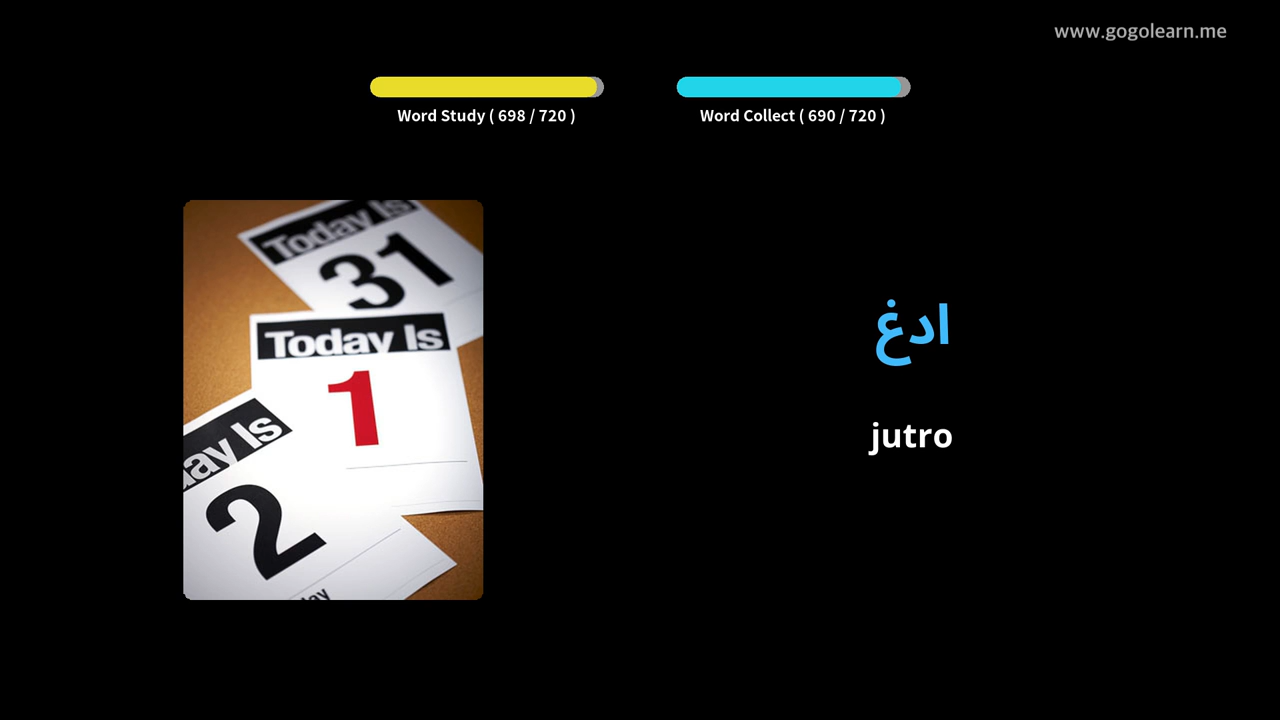 www.gogolearn.me
Word Study ( 698 / 720 )
Word Collect ( 690 / 720 )
Today Is
31
Today Is
1
ay Is
2
ادغ
jutro